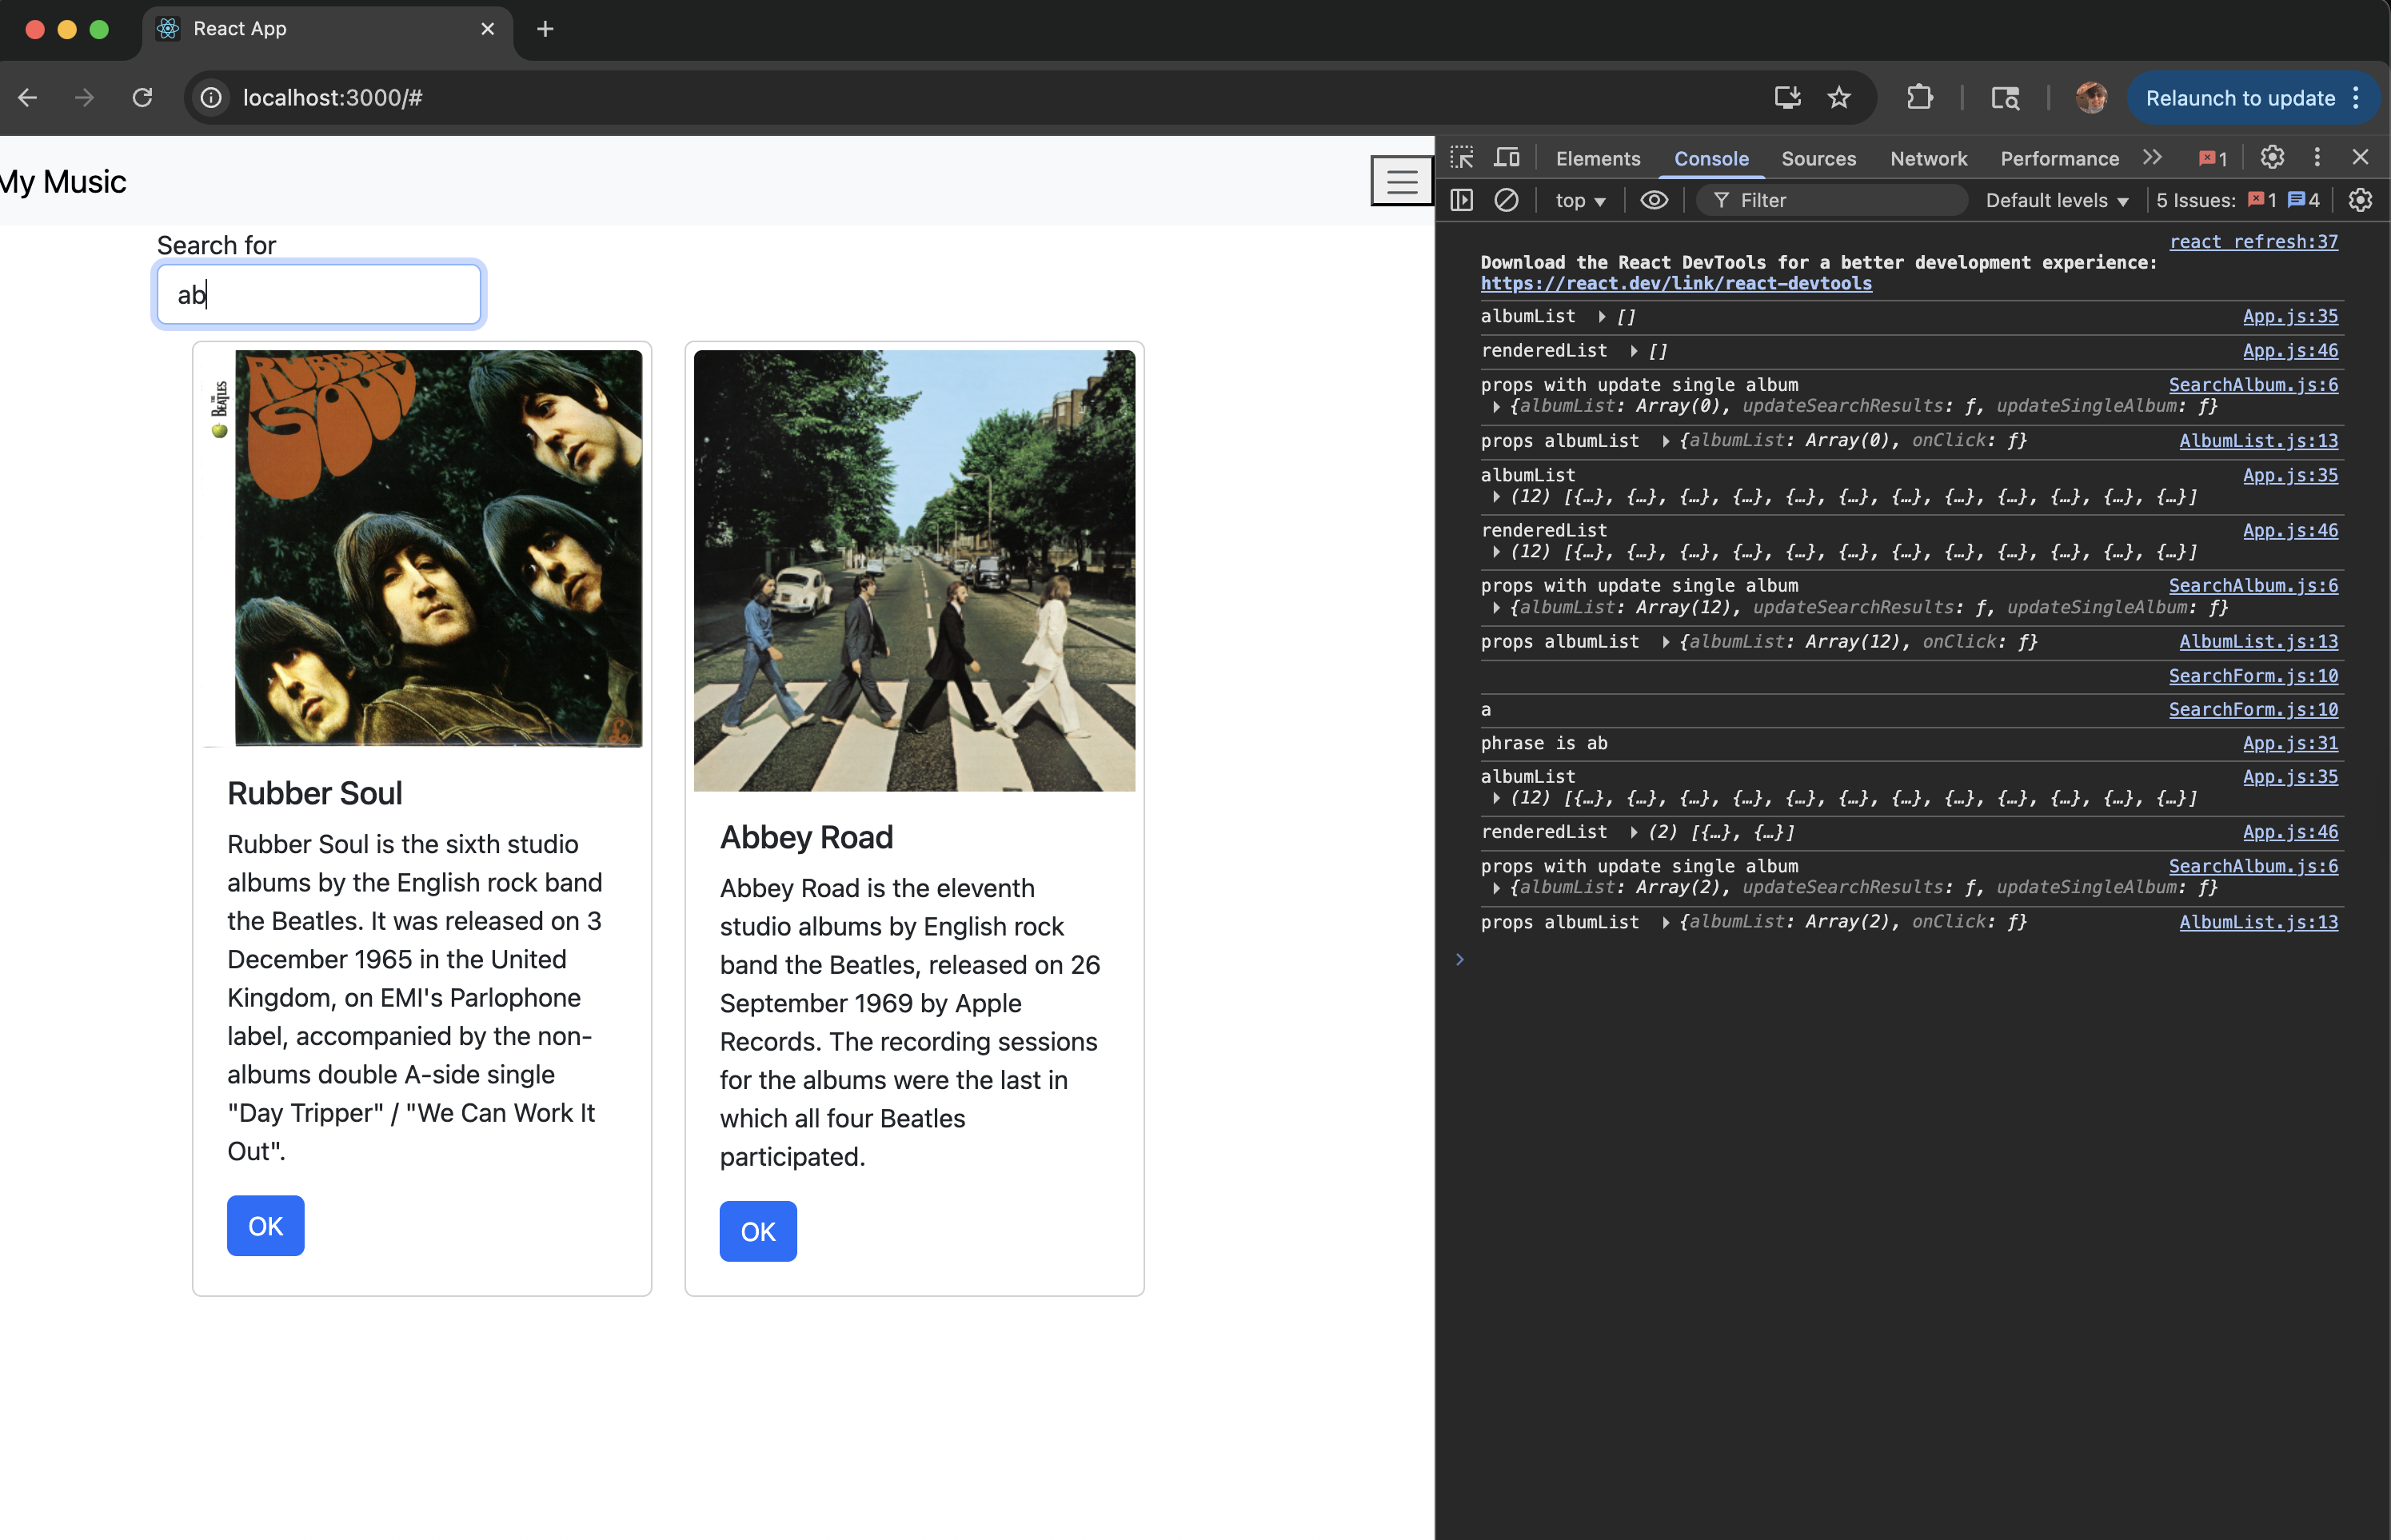 React App
localhost:3000/#
Relaunch to update
My Music
Search for
ab
RUBBER SOUL
THE BEATLES
Rubber Soul
Rubber Soul is the sixth studio
albums by the English rock band
the Beatles. It was released on 3
December 1965 in the United
Kingdom, on EMI's Parlophone
label, accompanied by the non-
albums double A-side single
"Day Tripper" / "We Can Work It
Out".
OK
Abbey Road
Abbey Road is the eleventh
studio albums by English rock
band the Beatles, released on 26
September 1969 by Apple
Records. The recording sessions
for the albums were the last in
which all four Beatles
participated.
OK
Elements Console Sources Network Performance 1
top Filter Default levels 5 Issues: 1 4
react refresh:37
Download the React DevTools for a better development experience:
https://react.dev/link/react-devtools
albumList [] App.js:35
renderedList [] App.js:46
props with update single album SearchAlbum.js:6
{albumList: Array(0), updateSearchResults: ƒ, updateSingleAlbum: ƒ}
props albumList {albumList: Array(0), onClick: ƒ} AlbumList.js:13
albumList App.js:35
(12) [{…}, {…}, {…}, {…}, {…}, {…}, {…}, {…}, {…}, {…}, {…}, {…}]
renderedList App.js:46
(12) [{…}, {…}, {…}, {…}, {…}, {…}, {…}, {…}, {…}, {…}, {…}, {…}]
props with update single album SearchAlbum.js:6
{albumList: Array(12), updateSearchResults: ƒ, updateSingleAlbum: ƒ}
props albumList {albumList: Array(12), onClick: ƒ} AlbumList.js:13
SearchForm.js:10
a SearchForm.js:10
phrase is ab App.js:31
albumList App.js:35
(12) [{…}, {…}, {…}, {…}, {…}, {…}, {…}, {…}, {…}, {…}, {…}, {…}]
renderedList (2) [{…}, {…}] App.js:46
props with update single album SearchAlbum.js:6
{albumList: Array(2), updateSearchResults: ƒ, updateSingleAlbum: ƒ}
props albumList {albumList: Array(2), onClick: ƒ} AlbumList.js:13